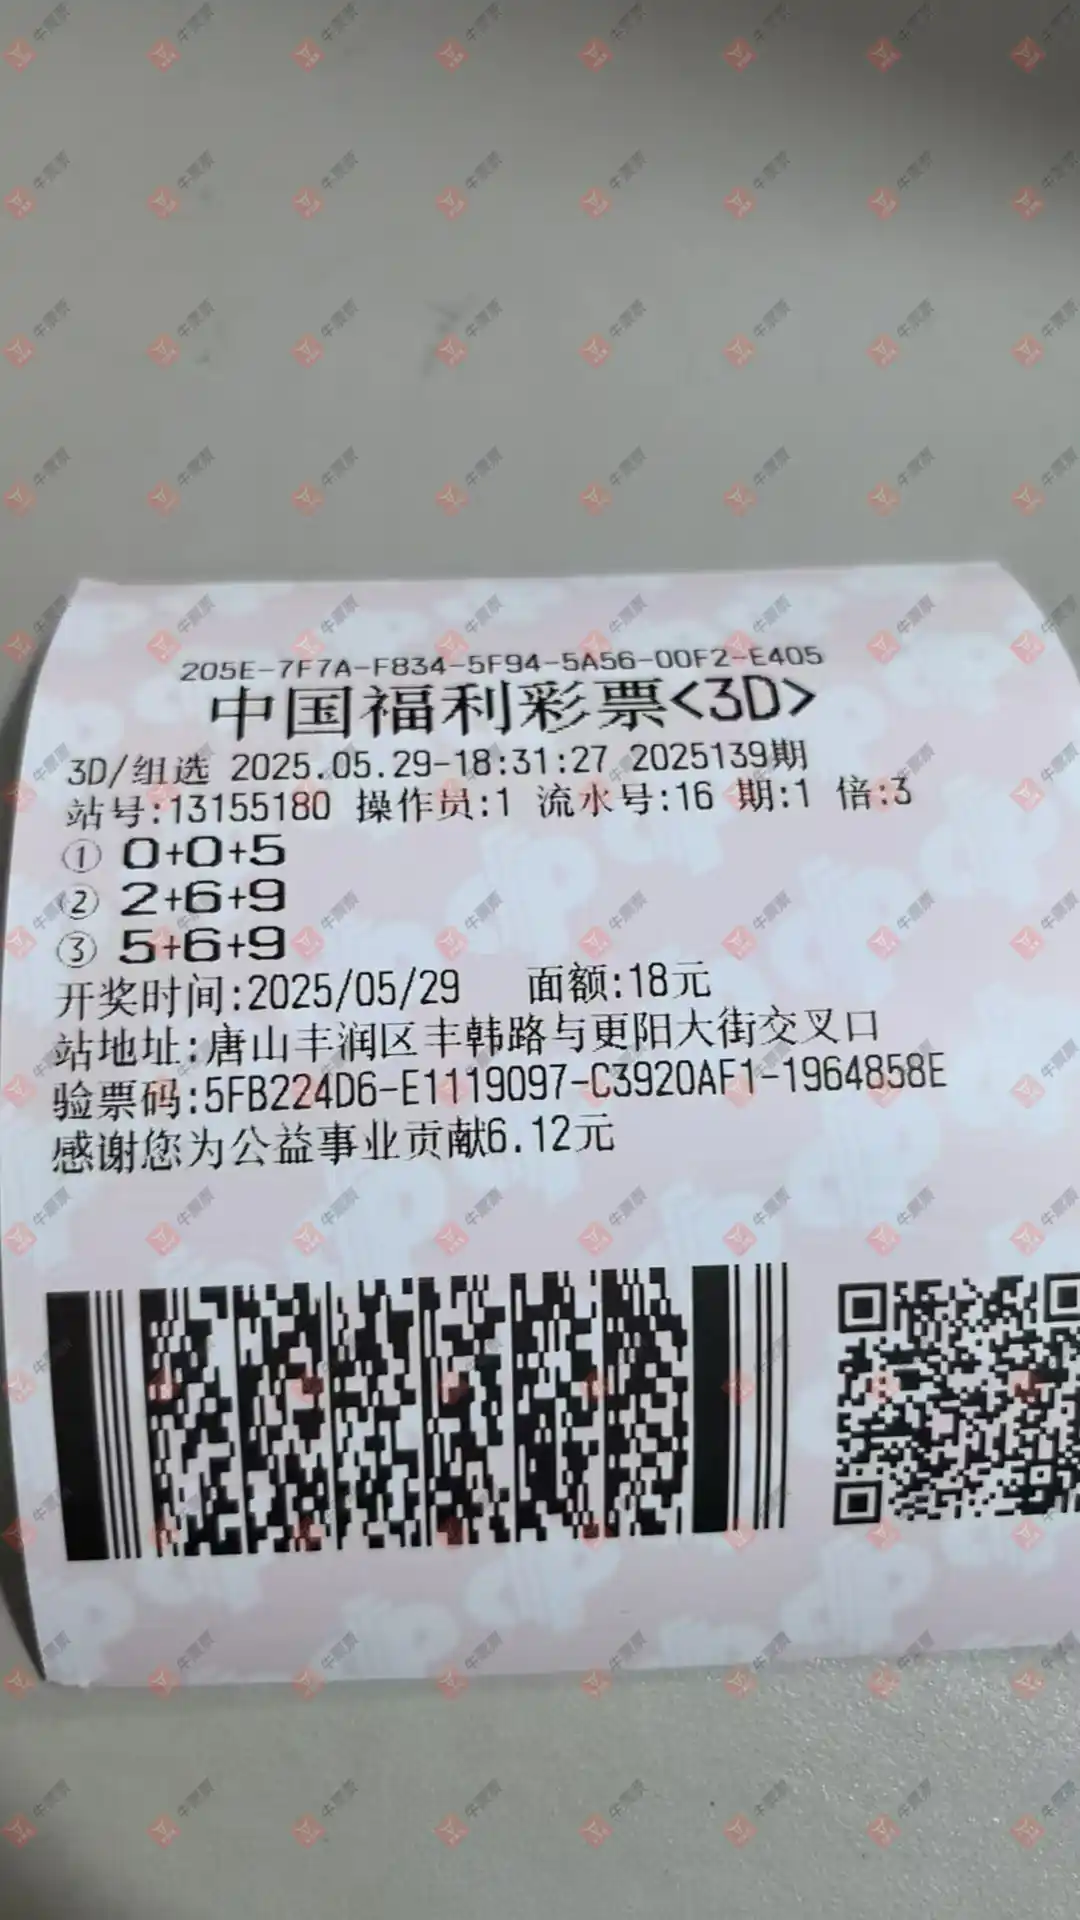 205E-7F7A-F834-5F94-5A56-00F2-E405
中国福利彩票<3D>
3D/组选 2025.05.29-18:31:27 2025139期
站号:13155180 操作员:1 流水号:16 期:1 倍:3
① 0+0+5
② 2+6+9
③ 5+6+9
开奖时间:2025/05/29 面额:18元
站地址:唐山丰润区丰韩路与更阳大街交叉口
验票码:5FB224D6-E1119097-C3920AF1-1964858E
感谢您为公益事业贡献6.12元
牛票票